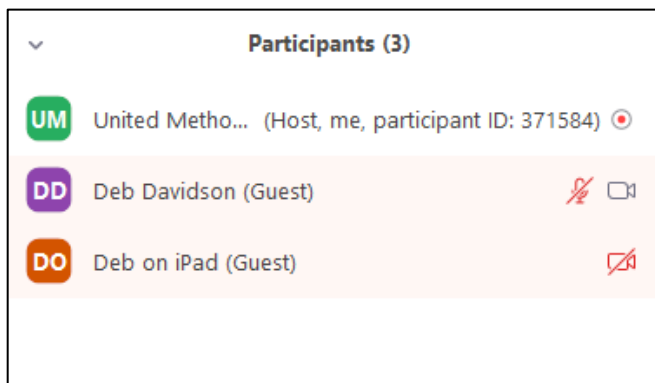 Participants (3)
UM United Metho... (Host, me, participant ID: 371584)
DD Deb Davidson (Guest)
DO Deb on iPad (Guest)